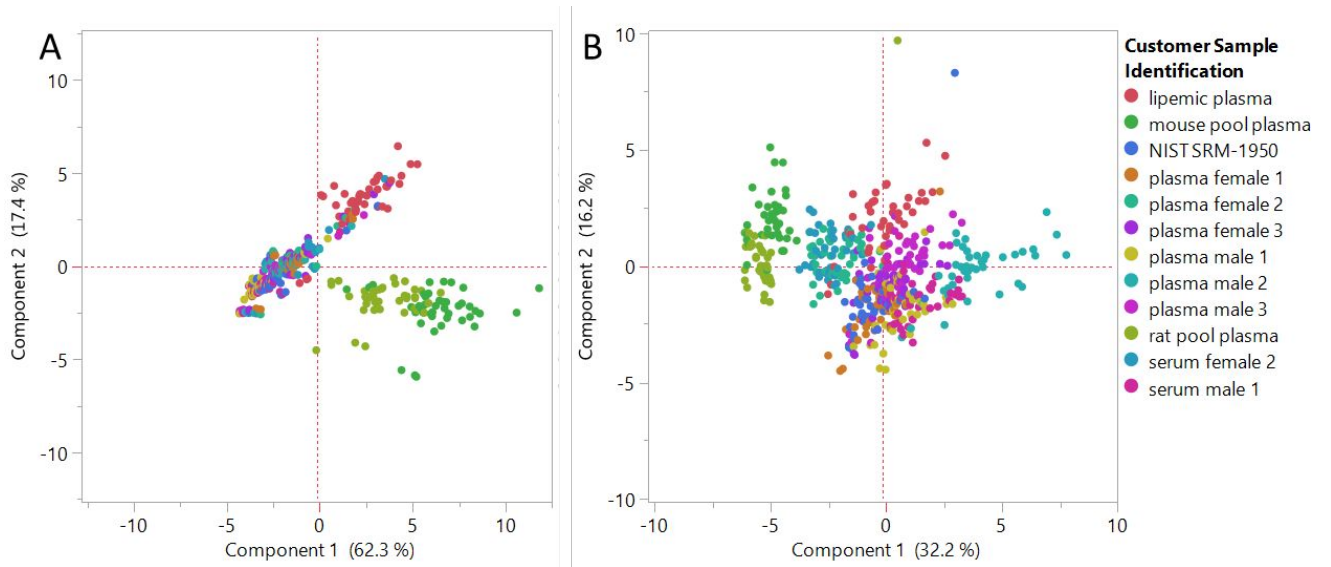 A
Component 2 (17.4 %)
10
5
0
-5
-10
-10
-5
0
5
10
Component 1 (62.3 %)
B
Component 2 (16.2 %)
10
5
0
-5
-10
-10
-5
0
5
10
Component 1 (32.2 %)
Customer Sample
Identification
lipemic plasma
mouse pool plasma
NIST SRM-1950
plasma female 1
plasma female 2
plasma female 3
plasma male 1
plasma male 2
plasma male 3
rat pool plasma
serum female 2
serum male 1